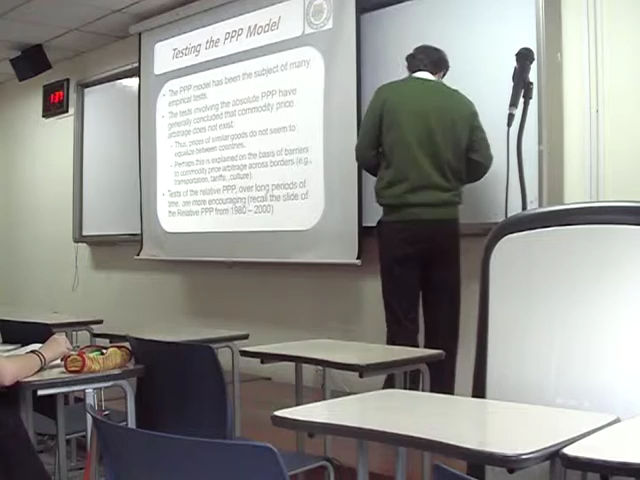 1:37
Testing the PPP Model
• The PPP model has been the subject of many
empirical tests.
• The tests involving the absolute PPP have
generally concluded that commodity price
arbitrage does not exist.
– Thus, prices of similar goods do not seem to
equalize between countries.
– Perhaps this is explained on the basis of barriers
to commodity price arbitrage across borders (e.g.,
transportation, tariffs, culture).
• Tests of the relative PPP, over long periods of
time, are more encouraging (recall the slide of
the Relative PPP from 1980 – 2000)